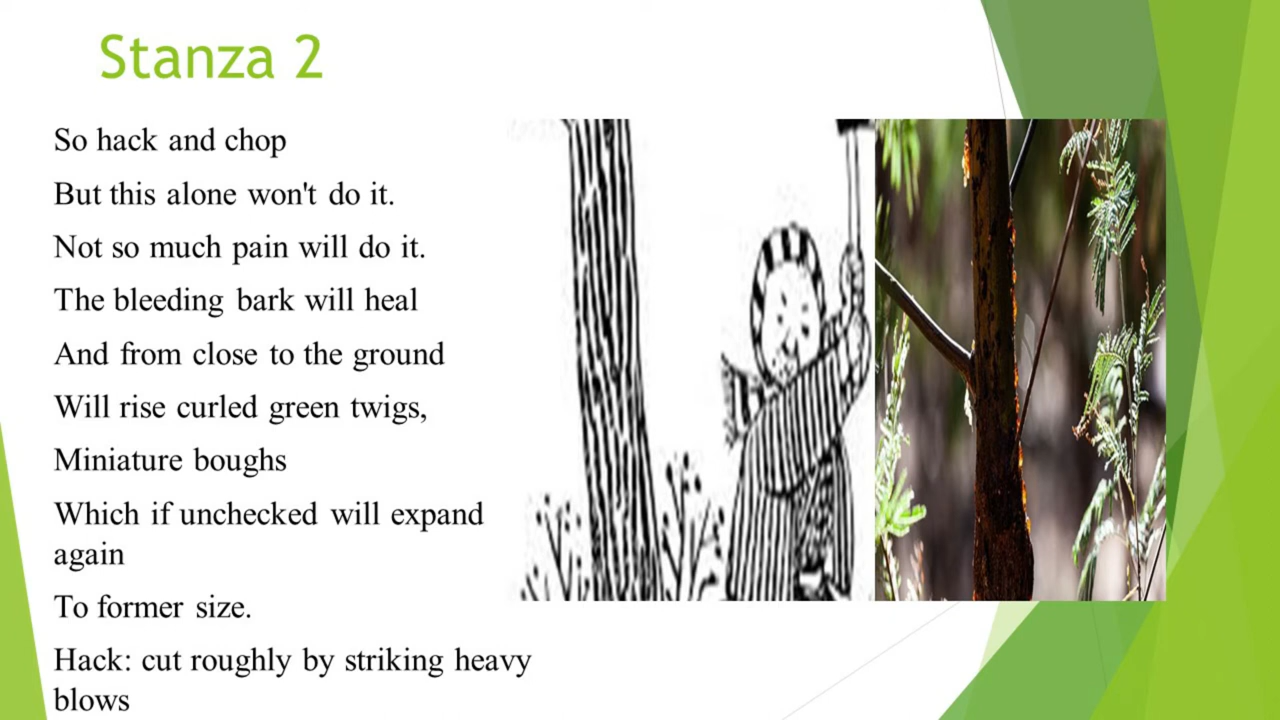 Stanza 2
So hack and chop
But this alone won't do it.
Not so much pain will do it.
The bleeding bark will heal
And from close to the ground
Will rise curled green twigs,
Miniature boughs
Which if unchecked will expand
again
To former size.
Hack: cut roughly by striking heavy
blows